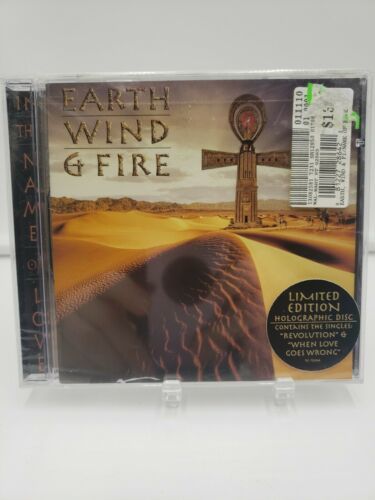 IN
THE
NAME
OF
LOVE
EARTH
WIND
& FIRE
011110
LIMITED
EDITION
HOLOGRAPHIC DISC
CONTAINS THE SINGLES:
"REVOLUTION" &
"WHEN LOVE
GOES WRONG"